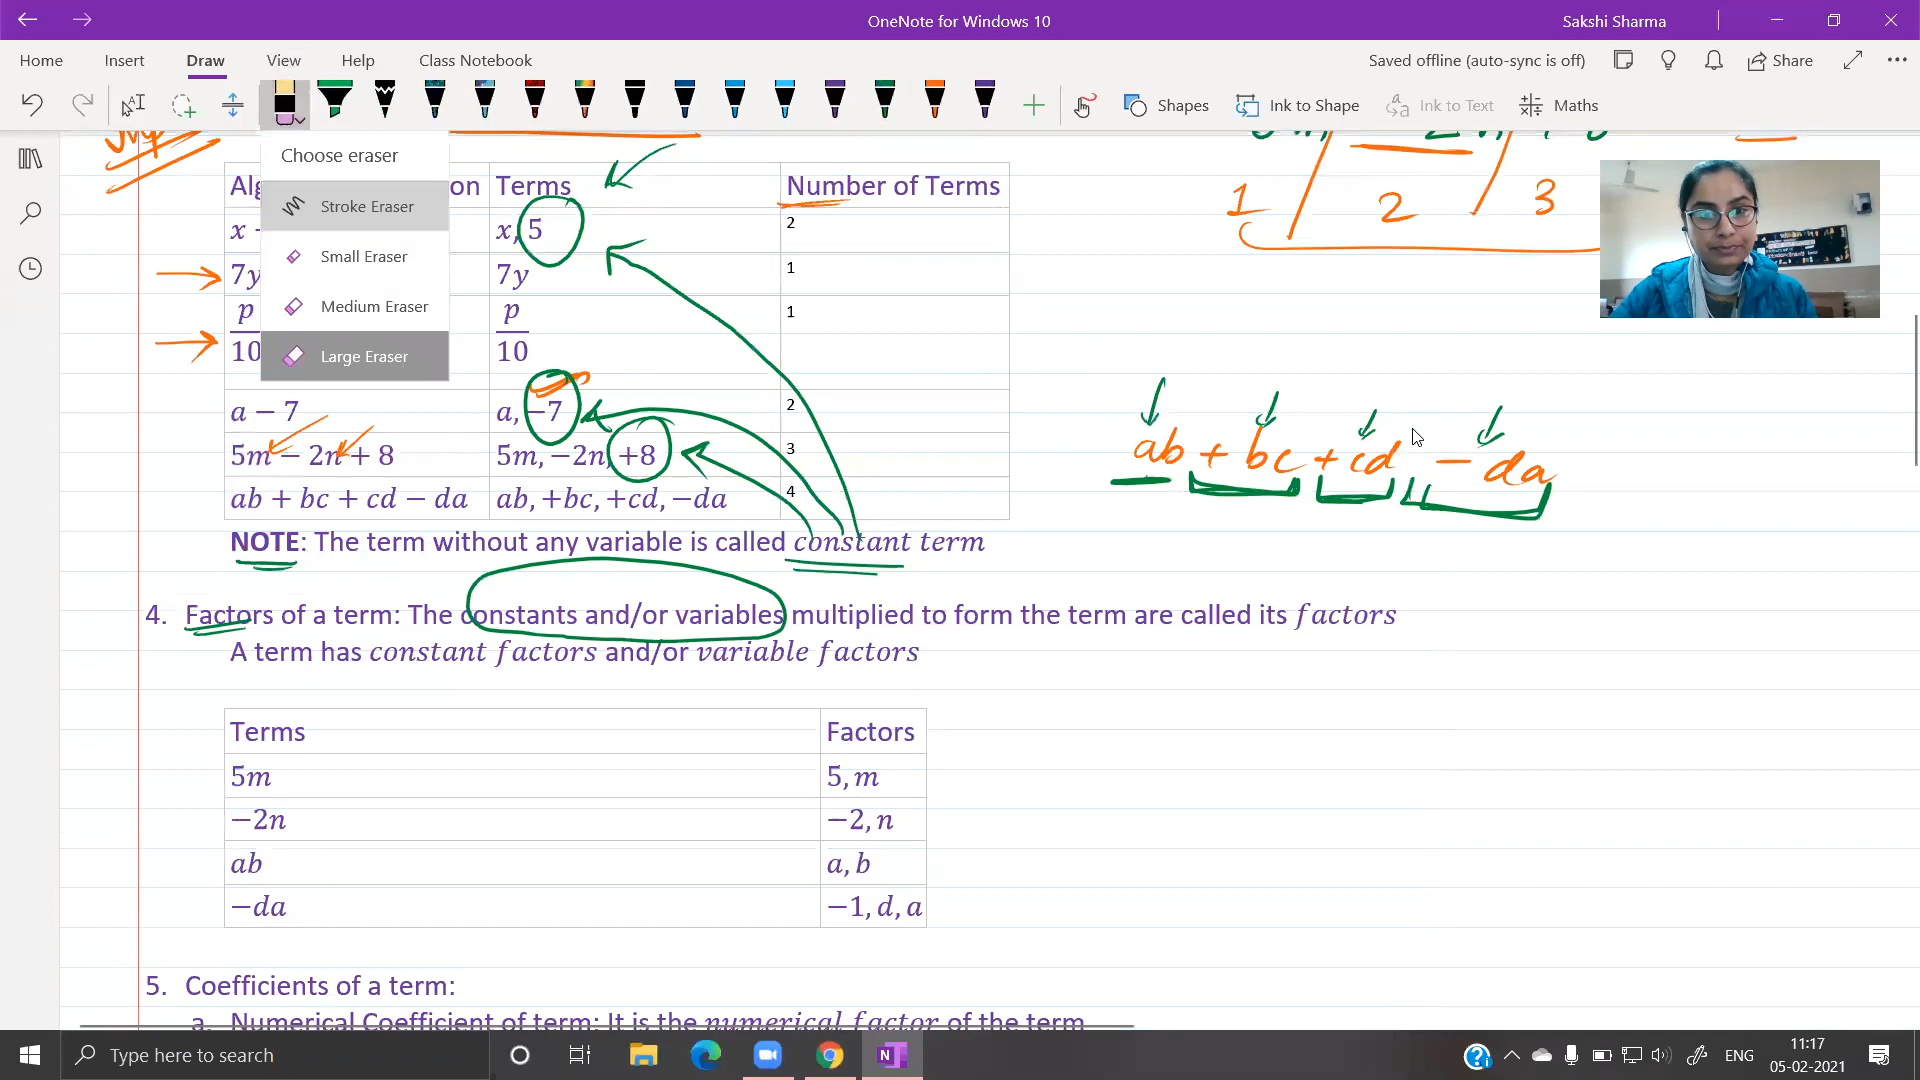 OneNote for Windows 10
Sakshi Sharma
Home Insert Draw View Help Class Notebook
Saved offline (auto-sync is off) Share
Shapes Ink to Shape Ink to Text Maths
Choose eraser
Stroke Eraser
Small Eraser
Medium Eraser
Large Eraser
1 2 3
Alg on Terms Number of Terms
x - x, 5 2
7y 7y 1
p/10 p/10 1
a − 7 a, −7 2
5m − 2n + 8 5m, −2n, +8 3
ab + bc + cd − da ab, +bc, +cd, −da 4
ab + bc + cd − da
NOTE: The term without any variable is called constant term
4. Factors of a term: The constants and/or variables multiplied to form the term are called its factors
A term has constant factors and/or variable factors
Terms Factors
5m 5, m
−2n −2, n
ab a, b
−da −1, d, a
5. Coefficients of a term:
a. Numerical Coefficient of term: It is the numerical factor of the term
Type here to search
ENG
11:17
05-02-2021